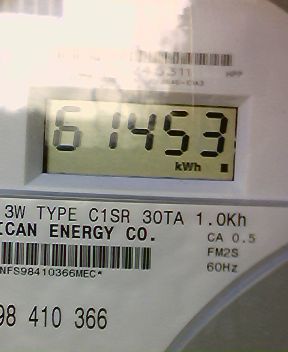 61453
kWh
3W TYPE C1SR 30TA 1.0Kh
ICAN ENERGY CO.
CA 0.5
FM2S
60Hz
NFS98410366MEC*
98 410 366